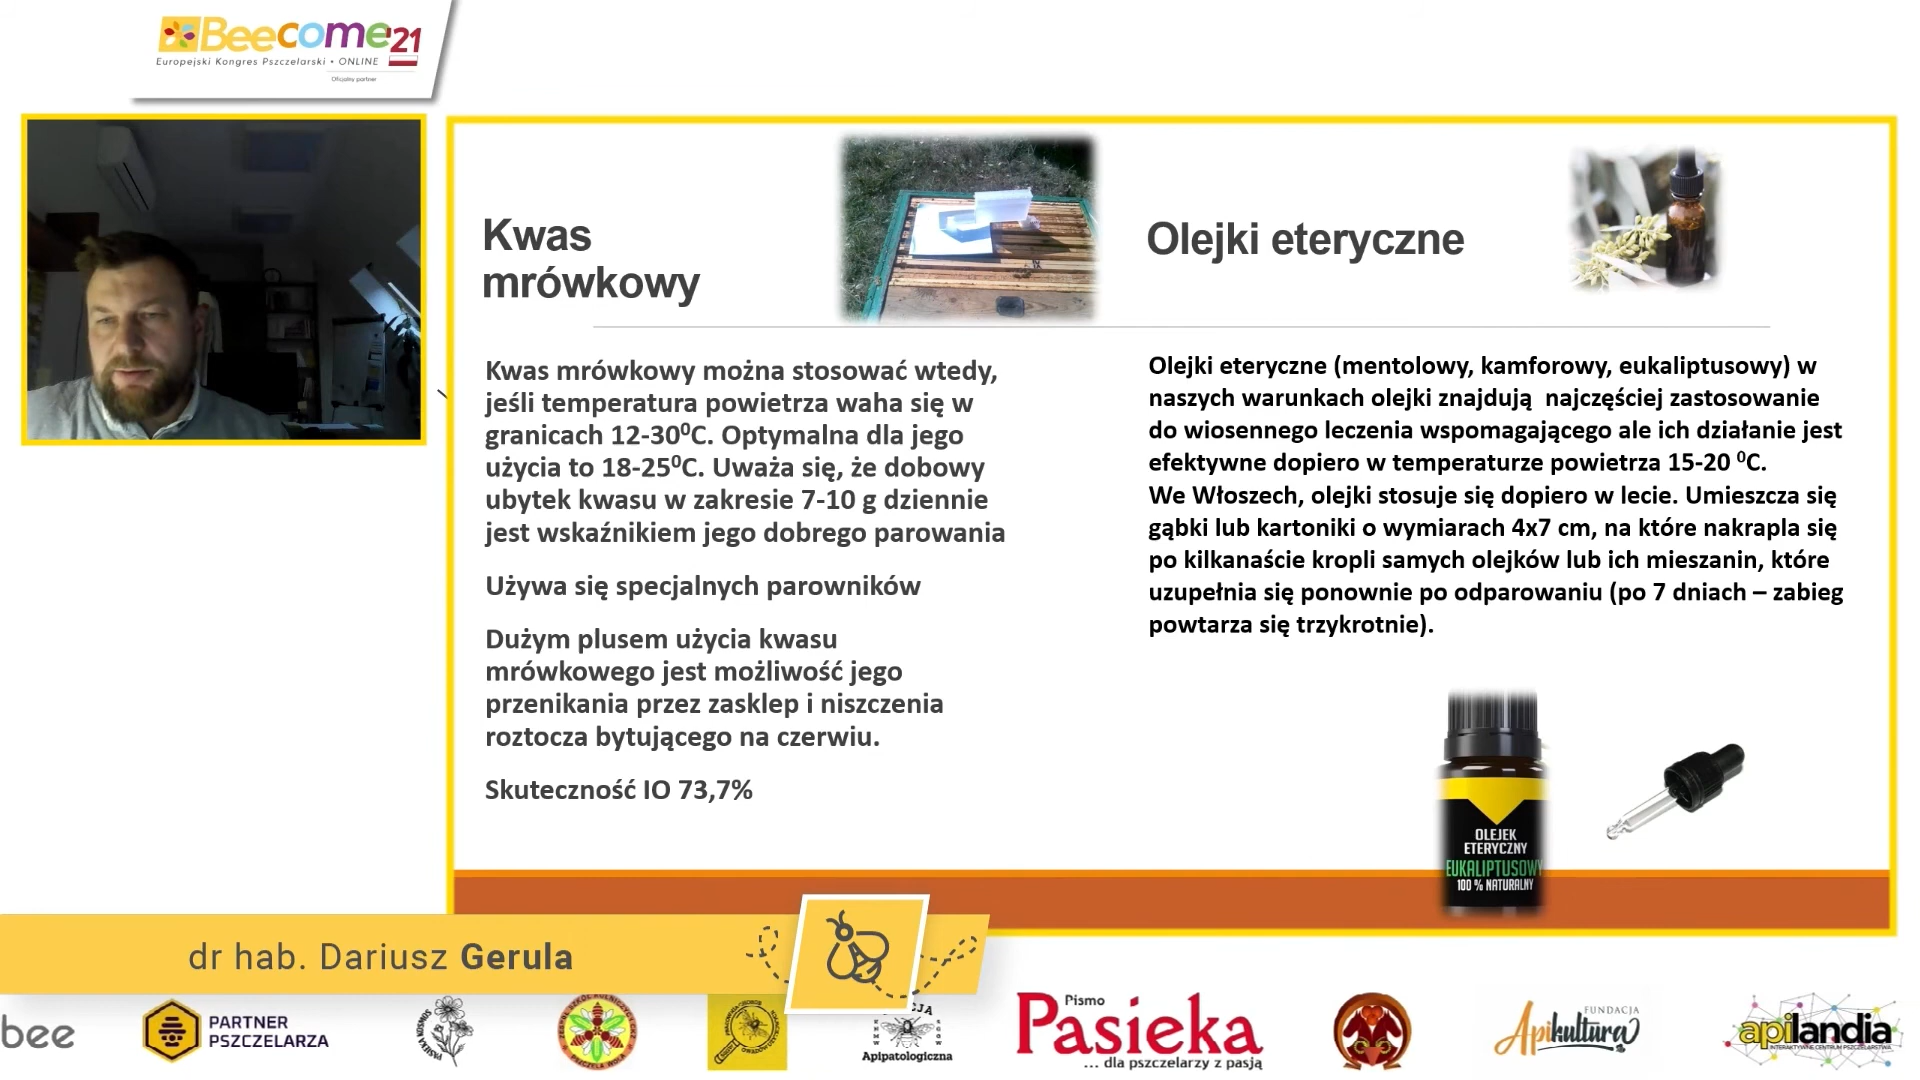 Beecome'21
Europejski Kongres Pszczelarski • ONLINE
Oficjalny partner
Kwas
mrówkowy
Olejki eteryczne
Kwas mrówkowy można stosować wtedy,
jeśli temperatura powietrza waha się w
granicach 12-30⁰C. Optymalna dla jego
użycia to 18-25⁰C. Uważa się, że dobowy
ubytek kwasu w zakresie 7-10 g dziennie
jest wskaźnikiem jego dobrego parowania
Używa się specjalnych parowników
Dużym plusem użycia kwasu
mrówkowego jest możliwość jego
przenikania przez zasklep i niszczenia
roztocza bytującego na czerwiu.
Skuteczność IO 73,7%
Olejki eteryczne (mentolowy, kamforowy, eukaliptusowy) w
naszych warunkach olejki znajdują  najczęściej zastosowanie
do wiosennego leczenia wspomagającego ale ich działanie jest
efektywne dopiero w temperaturze powietrza 15-20 ⁰C.
We Włoszech, olejki stosuje się dopiero w lecie. Umieszcza się
gąbki lub kartoniki o wymiarach 4x7 cm, na które nakrapla się
po kilkanaście kropli samych olejków lub ich mieszanin, które
uzupełnia się ponownie po odparowaniu (po 7 dniach – zabieg
powtarza się trzykrotnie).
OLEJEK
ETERYCZNY
EUKALIPTUSOWY
100 % NATURALNY
dr hab. Dariusz Gerula
bee
PARTNER
PSZCZELARZA
Apipatologiczna
Pismo
Pasieka
... dla pszczelarzy z pasją
FUNDACJA
Apikultura
apilandia
INTERAKTYWNE CENTRUM PSZCZELARSTWA